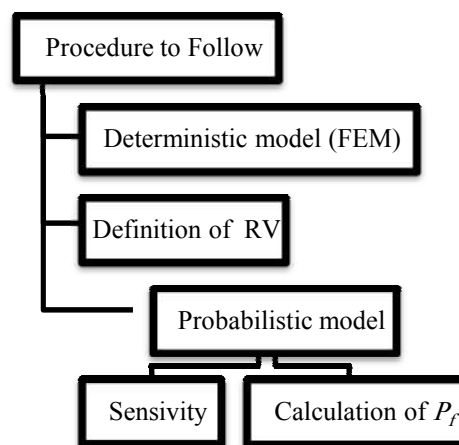 Procedure to Follow
Deterministic model (FEM)
Definition of RV
Probabilistic model
Sensivity
Calculation of P_f